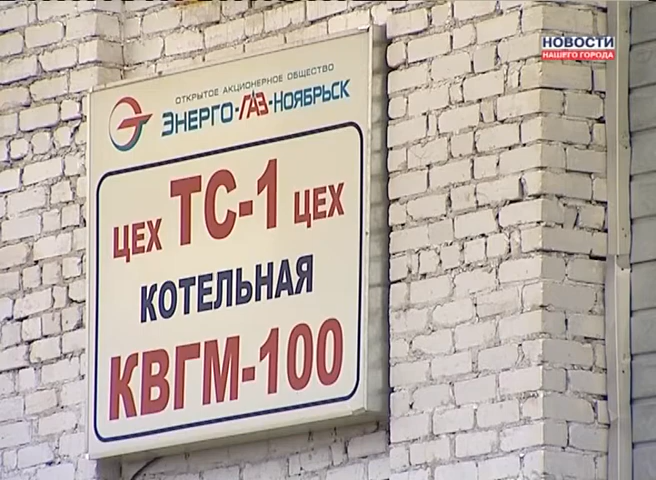 НОВОСТИ
НАШЕГО ГОРОДА
ОТКРЫТОЕ АКЦИОНЕРНОЕ ОБЩЕСТВО
ЭНЕРГО-ГАЗ-НОЯБРЬСК
ЦЕХ ТС-1 ЦЕХ
КОТЕЛЬНАЯ
КВГМ-100